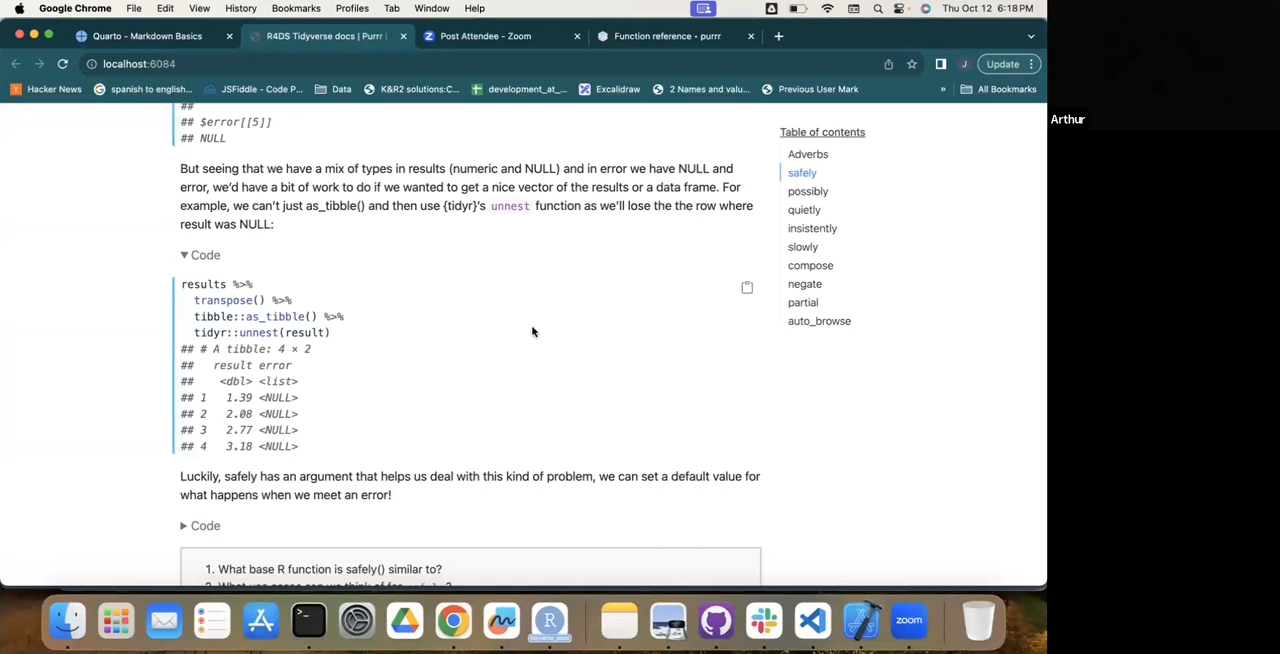 Google Chrome File Edit View History Bookmarks Profiles Tab Window Help Thu Oct 12 6:18 PM
Quarto - Markdown Basics R4DS Tidyverse docs | Purrr Post Attendee - Zoom Function reference • purrr
localhost:6084 J Update
Hacker News spanish to english... JSFiddle - Code P... Data K&R2 solutions:C... development_at_... Excalidraw 2 Names and valu... Previous User Mark » All Bookmarks
##
## $error[[5]]
## NULL
But seeing that we have a mix of types in results (numeric and NULL) and in error we have NULL and
error, we'd have a bit of work to do if we wanted to get a nice vector of the results or a data frame. For
example, we can't just as_tibble() and then use {tidyr}'s unnest function as we'll lose the the row where
result was NULL:
Code
results %>%
transpose() %>%
tibble::as_tibble() %>%
tidyr::unnest(result)
## # A tibble: 4 × 2
## result error
## <dbl> <list>
## 1 1.39 <NULL>
## 2 2.08 <NULL>
## 3 2.77 <NULL>
## 4 3.18 <NULL>
Luckily, safely has an argument that helps us deal with this kind of problem, we can set a default value for
what happens when we meet an error!
Code
1. What base R function is safely() similar to?
Table of contents
Adverbs
safely
possibly
quietly
insistently
slowly
compose
negate
partial
auto_browse
Arthur
zoom